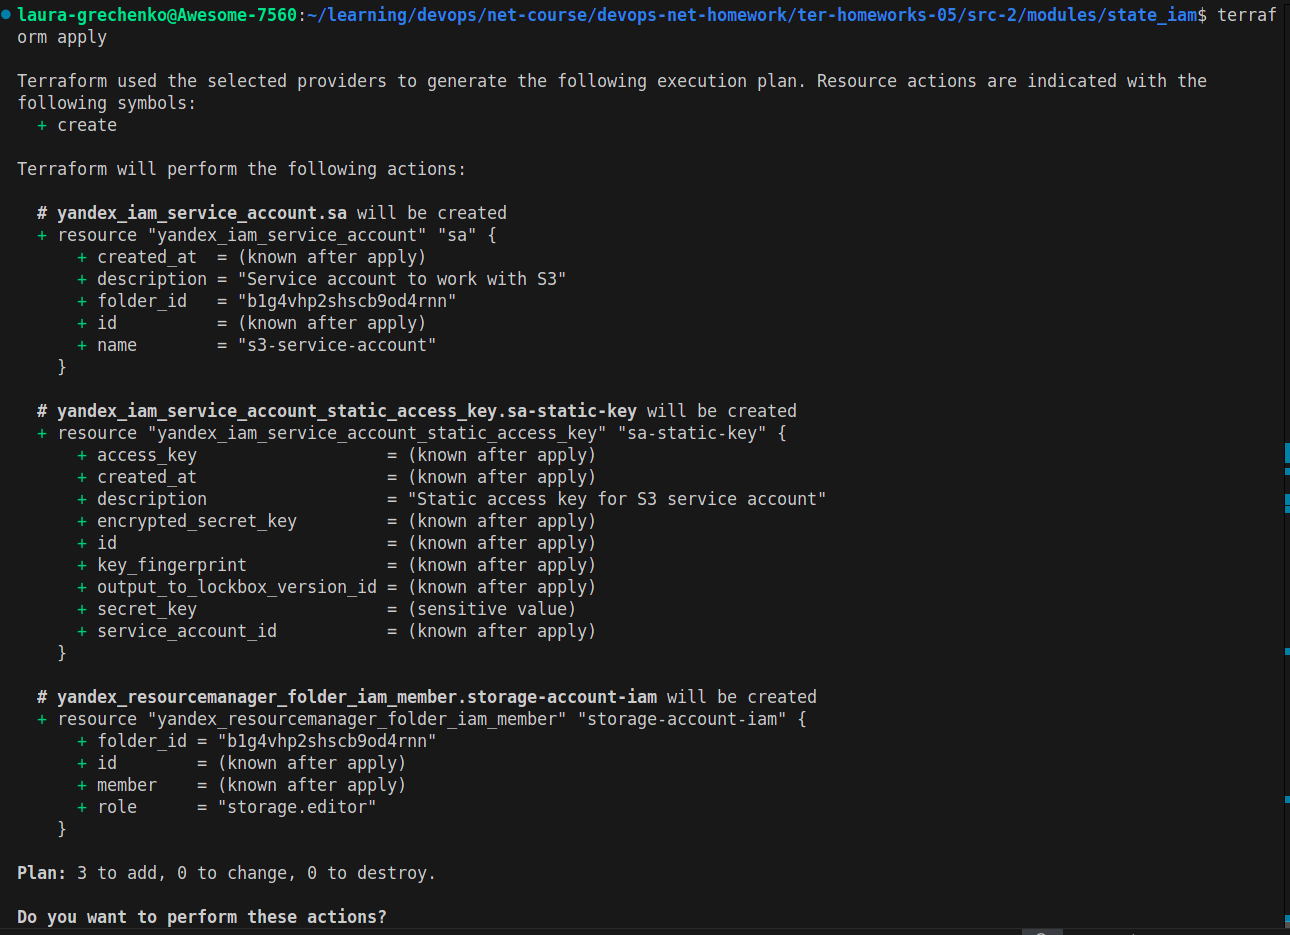 laura-grechenko@Awesome-7560:~/learning/devops/net-course/devops-net-homework/ter-homeworks-05/src-2/modules/state_iam$ terraf
orm apply
Terraform used the selected providers to generate the following execution plan. Resource actions are indicated with the
following symbols:
  + create
Terraform will perform the following actions:
  # yandex_iam_service_account.sa will be created
  + resource "yandex_iam_service_account" "sa" {
      + created_at  = (known after apply)
      + description = "Service account to work with S3"
      + folder_id   = "b1g4vhp2shscb9od4rnn"
      + id          = (known after apply)
      + name        = "s3-service-account"
    }
  # yandex_iam_service_account_static_access_key.sa-static-key will be created
  + resource "yandex_iam_service_account_static_access_key" "sa-static-key" {
      + access_key                   = (known after apply)
      + created_at                   = (known after apply)
      + description                  = "Static access key for S3 service account"
      + encrypted_secret_key         = (known after apply)
      + id                           = (known after apply)
      + key_fingerprint              = (known after apply)
      + output_to_lockbox_version_id = (known after apply)
      + secret_key                   = (sensitive value)
      + service_account_id           = (known after apply)
    }
  # yandex_resourcemanager_folder_iam_member.storage-account-iam will be created
  + resource "yandex_resourcemanager_folder_iam_member" "storage-account-iam" {
      + folder_id = "b1g4vhp2shscb9od4rnn"
      + id        = (known after apply)
      + member    = (known after apply)
      + role      = "storage.editor"
    }
Plan: 3 to add, 0 to change, 0 to destroy.
Do you want to perform these actions?